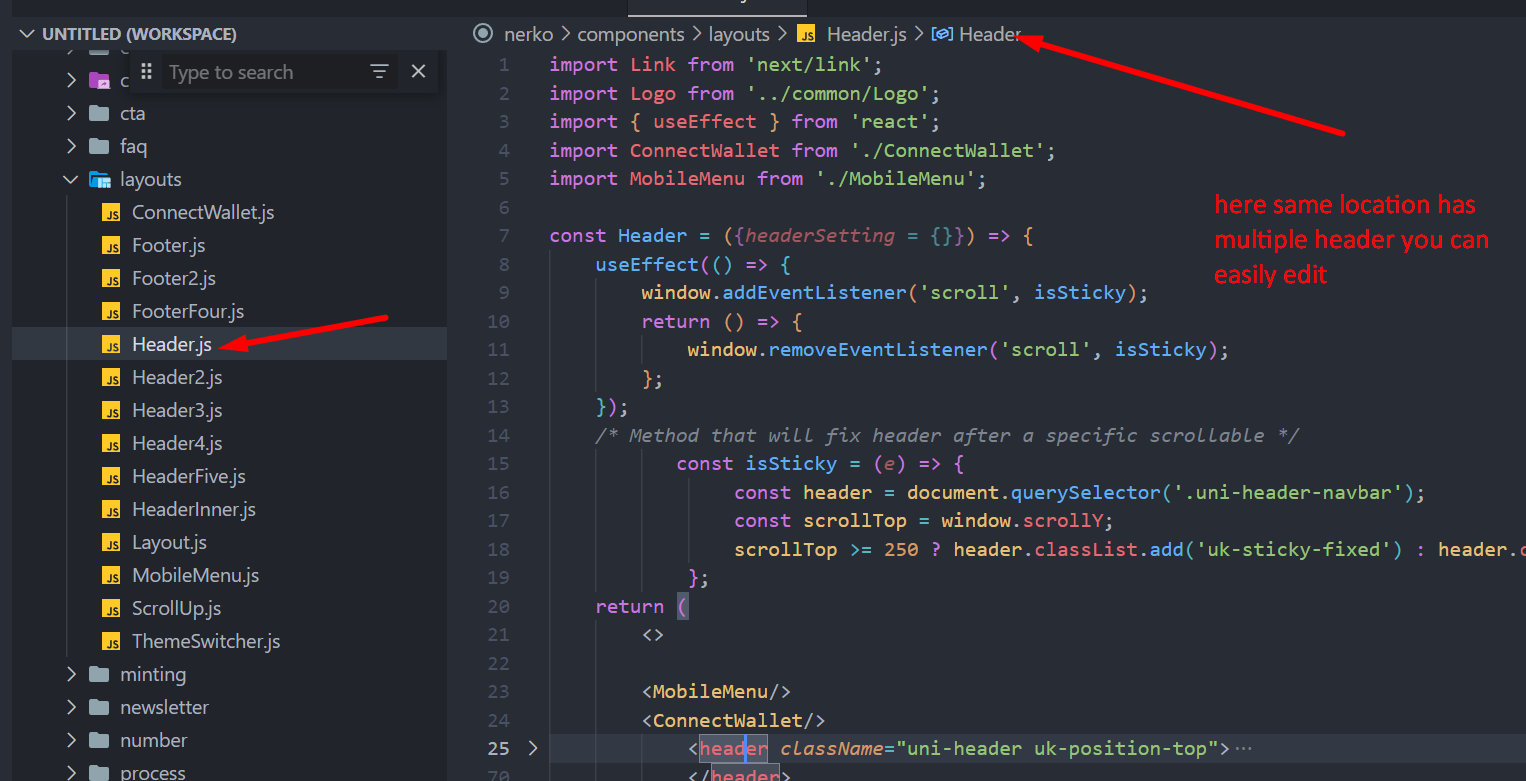 UNTITLED (WORKSPACE)
Type to search
cta
faq
layouts
ConnectWallet.js
Footer.js
Footer2.js
FooterFour.js
Header.js
Header2.js
Header3.js
Header4.js
HeaderFive.js
HeaderInner.js
Layout.js
MobileMenu.js
ScrollUp.js
ThemeSwitcher.js
minting
newsletter
number
process
nerko > components > layouts > JS Header.js > Header
1 import Link from 'next/link';
2 import Logo from '../common/Logo';
3 import { useEffect } from 'react';
4 import ConnectWallet from './ConnectWallet';
5 import MobileMenu from './MobileMenu';
6
7 const Header = ({headerSetting = {}}) => {
8 useEffect(() => {
9 window.addEventListener('scroll', isSticky);
10 return () => {
11 window.removeEventListener('scroll', isSticky);
12 };
13 });
14 /* Method that will fix header after a specific scrollable */
15 const isSticky = (e) => {
16 const header = document.querySelector('.uni-header-navbar');
17 const scrollTop = window.scrollY;
18 scrollTop >= 250 ? header.classList.add('uk-sticky-fixed') : header.
19 };
20 return (
21 <>
22
23 <MobileMenu/>
24 <ConnectWallet/>
25 <header className="uni-header uk-position-top">···
70 </header>
here same location has
multiple header you can
easily edit